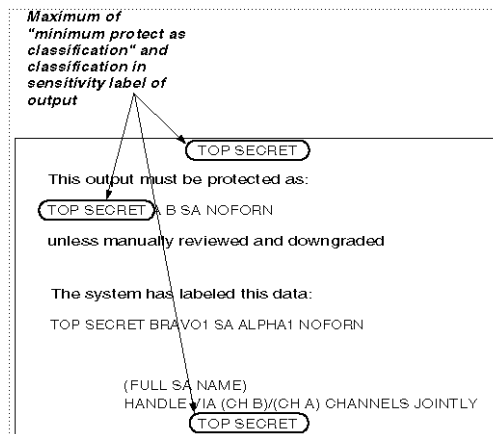 Maximum of
"minimum protect as
classification" and
classification in
sensitivity label of
output
TOP SECRET
This output must be protected as:
TOP SECRET A B SA NOFORN
unless manually reviewed and downgraded
The system has labeled this data:
TOP SECRET BRAVO1 SA ALPHA1 NOFORN
(FULL SA NAME)
HANDLE VIA (CH B)/(CH A) CHANNELS JOINTLY
TOP SECRET